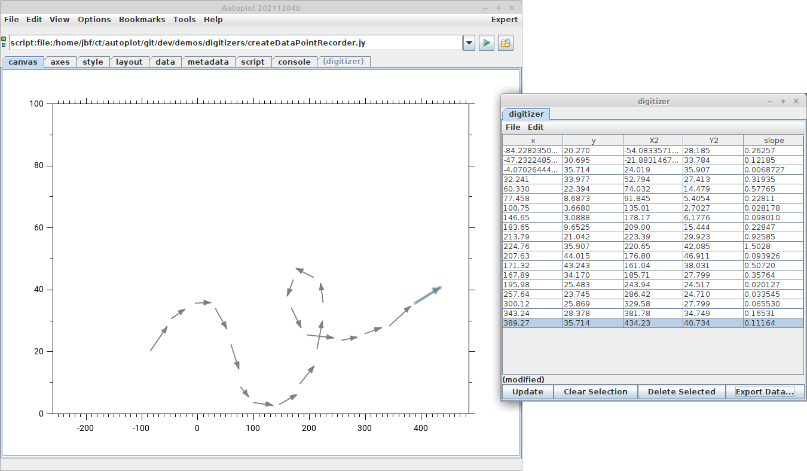 Autoplot 20211204b
File Edit View Options Bookmarks Tools Help Expert
script:file:/home/jbf/ct/autoplot/git/dev/demos/digitizers/createDataPointRecorder.jy
canvas axes style layout data metadata script console (digitizer)
100
80
60
40
20
0
-200 -100 0 100 200 300 400
digitizer
digitizer
File Edit
x y X2 Y2 slope
-84.2282350... 20.270 -54.0833571... 28.185 0.26257
-47.2322485... 30.695 -21.8831467... 33.784 0.12185
-4.07026444... 35.714 24.019 35.907 0.0068727
32.241 33.977 52.794 27.413 0.31935
60.330 22.394 74.032 14.479 0.57765
77.458 8.6873 91.845 5.4054 0.22811
100.75 3.6680 135.01 2.7027 0.028178
146.65 3.0888 178.17 6.1776 0.098010
183.65 9.6525 209.00 15.444 0.22847
213.79 21.042 223.39 29.923 0.92585
224.76 35.907 220.65 42.085 1.5028
207.63 44.015 176.80 46.911 0.093926
171.32 43.243 161.04 38.031 0.50720
167.89 34.170 185.71 27.799 0.35764
195.98 25.483 243.94 24.517 0.020127
257.64 23.745 286.42 24.710 0.033545
300.12 25.869 329.58 27.799 0.065530
343.24 28.378 381.78 34.749 0.16531
389.27 35.714 434.23 40.734 0.11164
(modified)
Update Clear Selection Delete Selected Export Data...